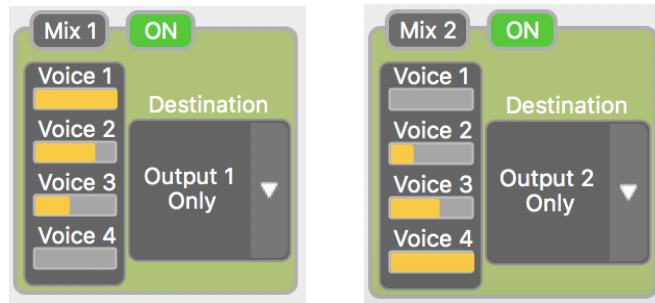 Mix 1
ON
Voice 1
Voice 2
Voice 3
Voice 4
Destination
Output 1
Only
Mix 2
ON
Voice 1
Voice 2
Voice 3
Voice 4
Destination
Output 2
Only